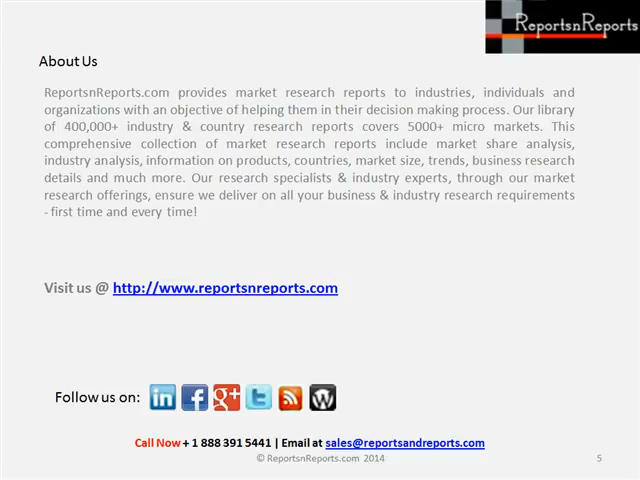 ReportsnReports
About Us
ReportsnReports.com provides market research reports to industries, individuals and
organizations with an objective of helping them in their decision making process. Our library
of 400,000+ industry & country research reports covers 5000+ micro markets. This
comprehensive collection of market research reports include market share analysis,
industry analysis, information on products, countries, market size, trends, business research
details and much more. Our research specialists & industry experts, through our market
research offerings, ensure we deliver on all your business & industry research requirements
- first time and every time!
Visit us @ http://www.reportsnreports.com
Follow us on: in f g+ t W
Call Now + 1 888 391 5441 | Email at sales@reportsandreports.com
© ReportsnReports.com 2014 5